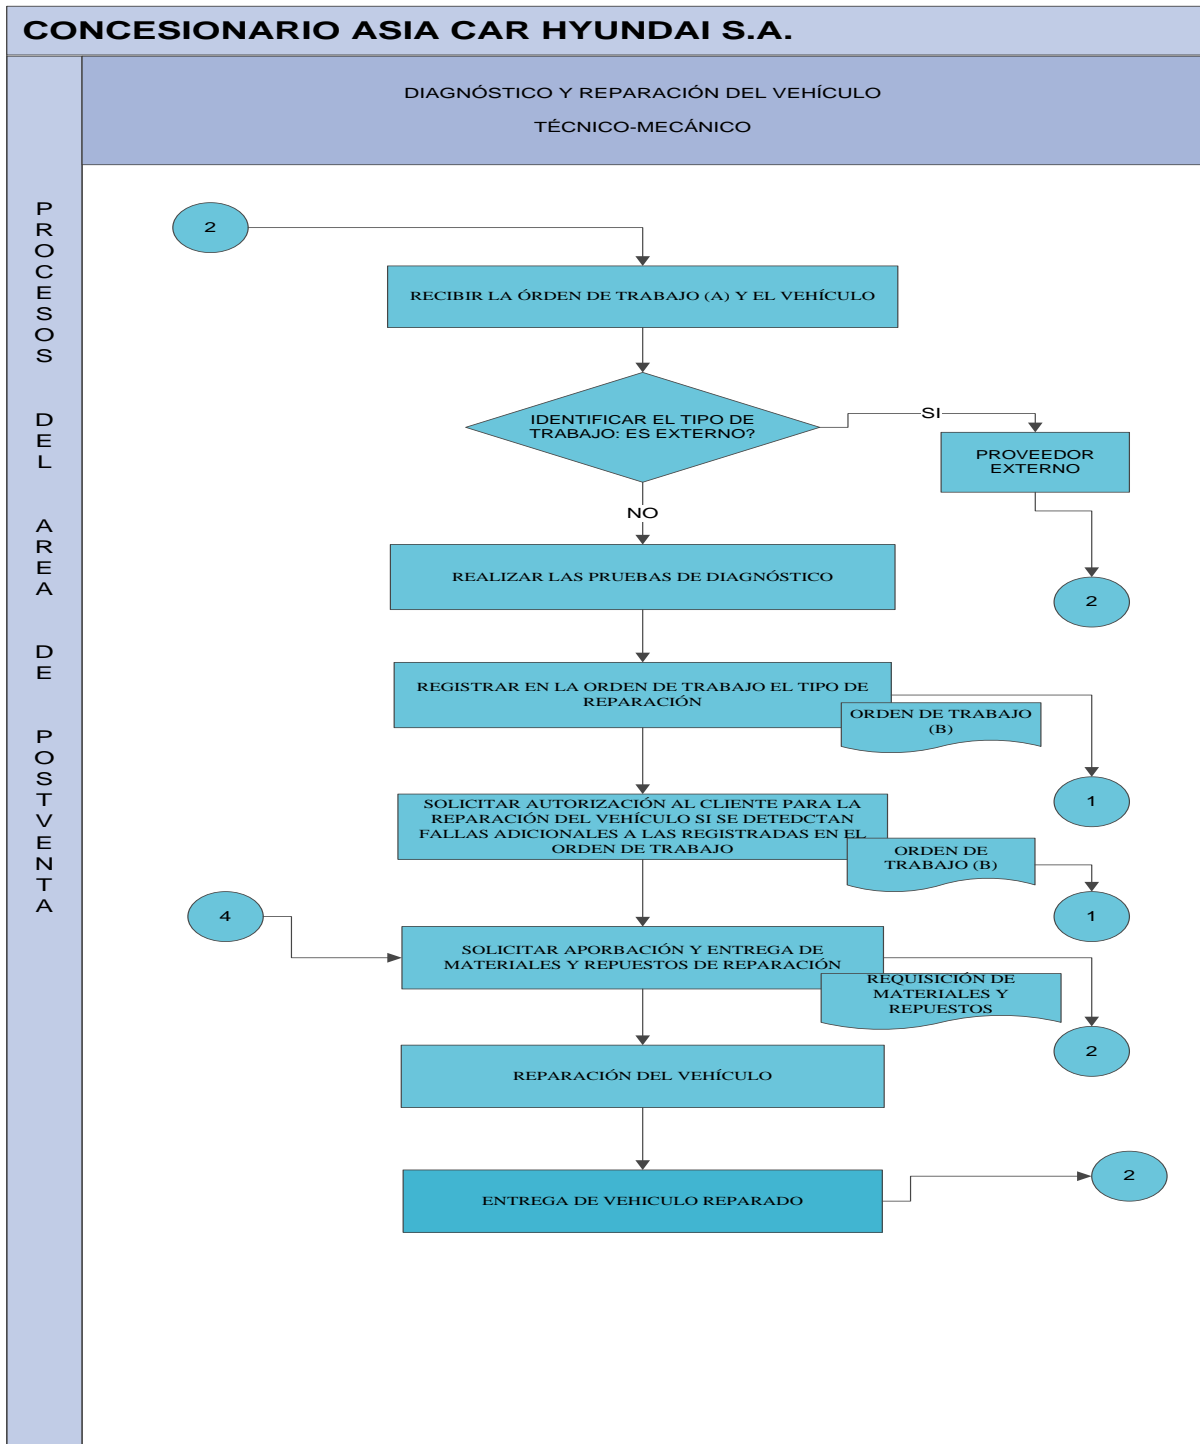 CONCESIONARIO ASIA CAR HYUNDAI S.A.
DIAGNÓSTICO Y REPARACIÓN DEL VEHÍCULO
TÉCNICO-MECÁNICO
PROCESOS DEL AREA DE POSTVENTA
2
RECIBIR LA ÓRDEN DE TRABAJO (A) Y EL VEHÍCULO
IDENTIFICAR EL TIPO DE
TRABAJO: ES EXTERNO?
SI
PROVEEDOR
EXTERNO
NO
REALIZAR LAS PRUEBAS DE DIAGNÓSTICO
2
REGISTRAR EN LA ORDEN DE TRABAJO EL TIPO DE
REPARACIÓN
ORDEN DE TRABAJO
(B)
1
SOLICITAR AUTORIZACIÓN AL CLIENTE PARA LA
REPARACIÓN DEL VEHÍCULO SI SE DETEDCTAN
FALLAS ADICIONALES A LAS REGISTRADAS EN EL
ORDEN DE TRABAJO
ORDEN DE
TRABAJO (B)
1
4
SOLICITAR APORBACIÓN Y ENTREGA DE
MATERIALES Y REPUESTOS DE REPARACIÓN
REQUISICIÓN DE
MATERIALES Y
REPUESTOS
2
REPARACIÓN DEL VEHÍCULO
ENTREGA DE VEHICULO REPARADO
2